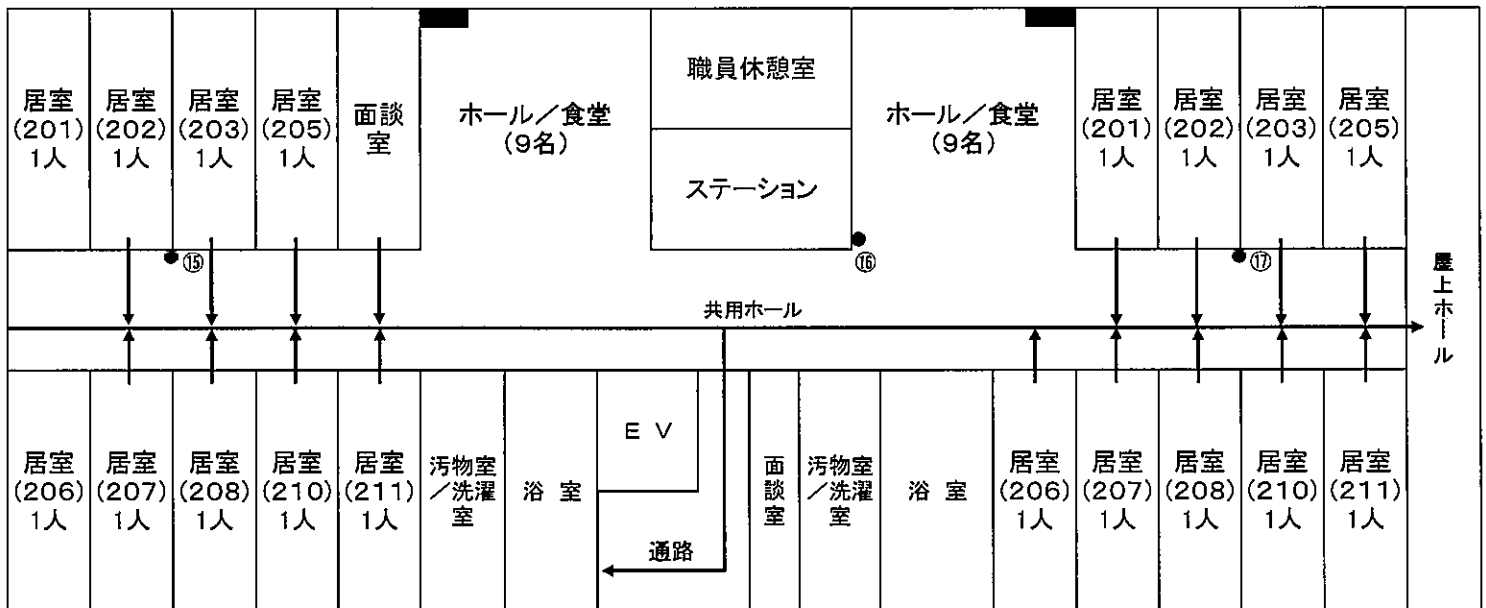 居室
(201)
1人
居室
(202)
1人
居室
(203)
1人
居室
(205)
1人
面談
室
ホール／食堂
(9名)
職員休憩室
ステーション
ホール／食堂
(9名)
居室
(201)
1人
居室
(202)
1人
居室
(203)
1人
居室
(205)
1人
⑮
⑯
⑰
共用ホール
屋上ホール
居室
(206)
1人
居室
(207)
1人
居室
(208)
1人
居室
(210)
1人
居室
(211)
1人
汚物室
／洗濯
室
浴 室
E V
通路
面
談
室
汚物室
／洗濯
室
浴 室
居室
(206)
1人
居室
(207)
1人
居室
(208)
1人
居室
(210)
1人
居室
(211)
1人